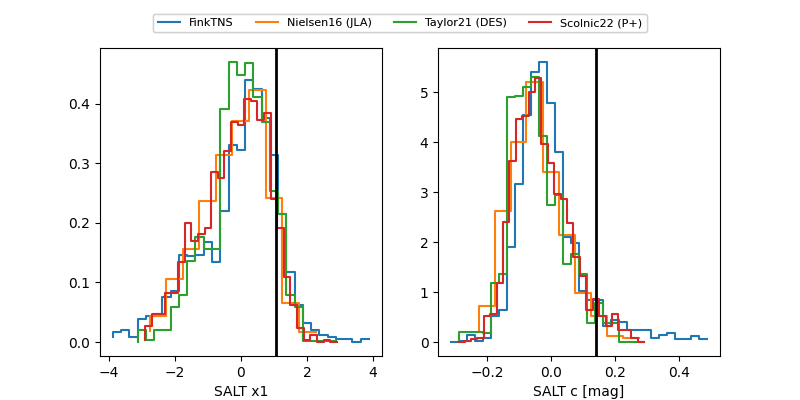 FinkTNS Nielsen16 (JLA) Taylor21 (DES) Scolnic22 (P+)
0.4
0.3
0.2
0.1
0.0
−4 −2 0 2 4
SALT x1
5
4
3
2
1
0
−0.2 0.0 0.2 0.4
SALT c [mag]